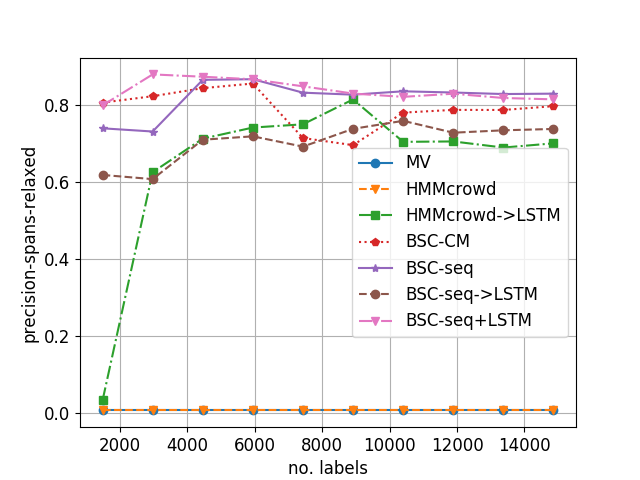 precision-spans-relaxed
0.8
0.6
0.4
0.2
0.0
MV
HMMcrowd
HMMcrowd->LSTM
BSC-CM
BSC-seq
BSC-seq->LSTM
BSC-seq+LSTM
2000 4000 6000 8000 10000 12000 14000
no. labels